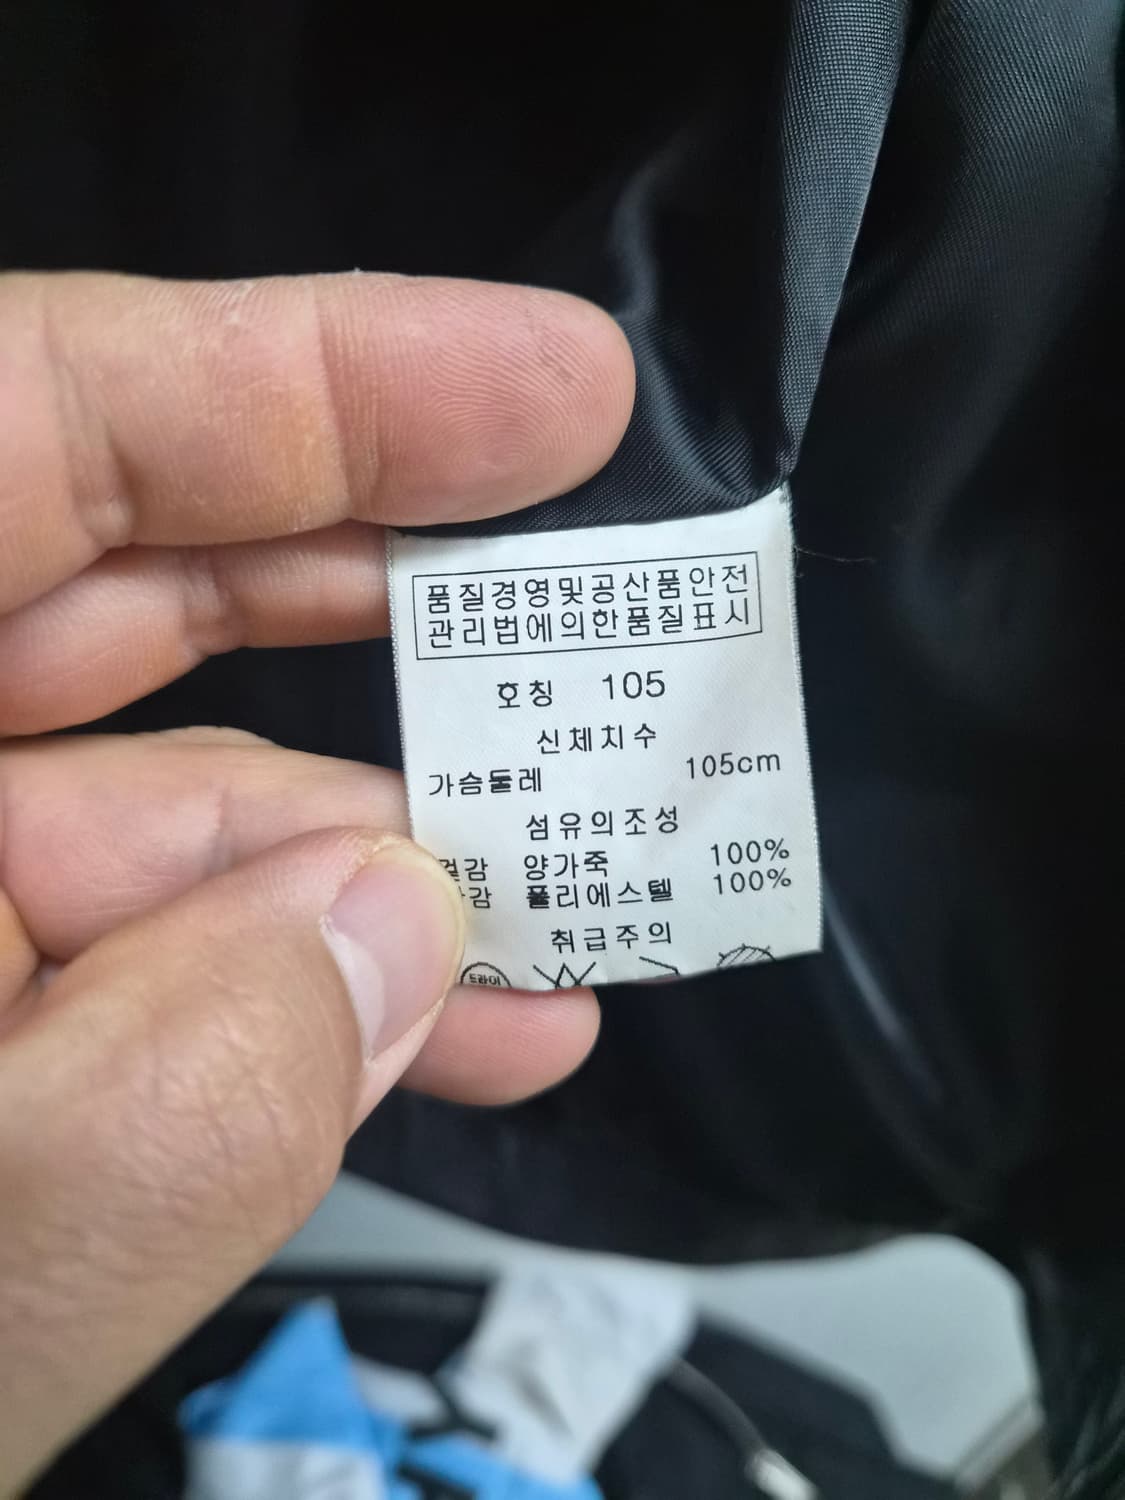 품질경영및공산품안전
관리법에의한품질표시
호칭 105
신체치수
가슴둘레 105cm
섬유의조성
겉감 양가죽 100%
폴리에스텔 100%
취급주의
드라이